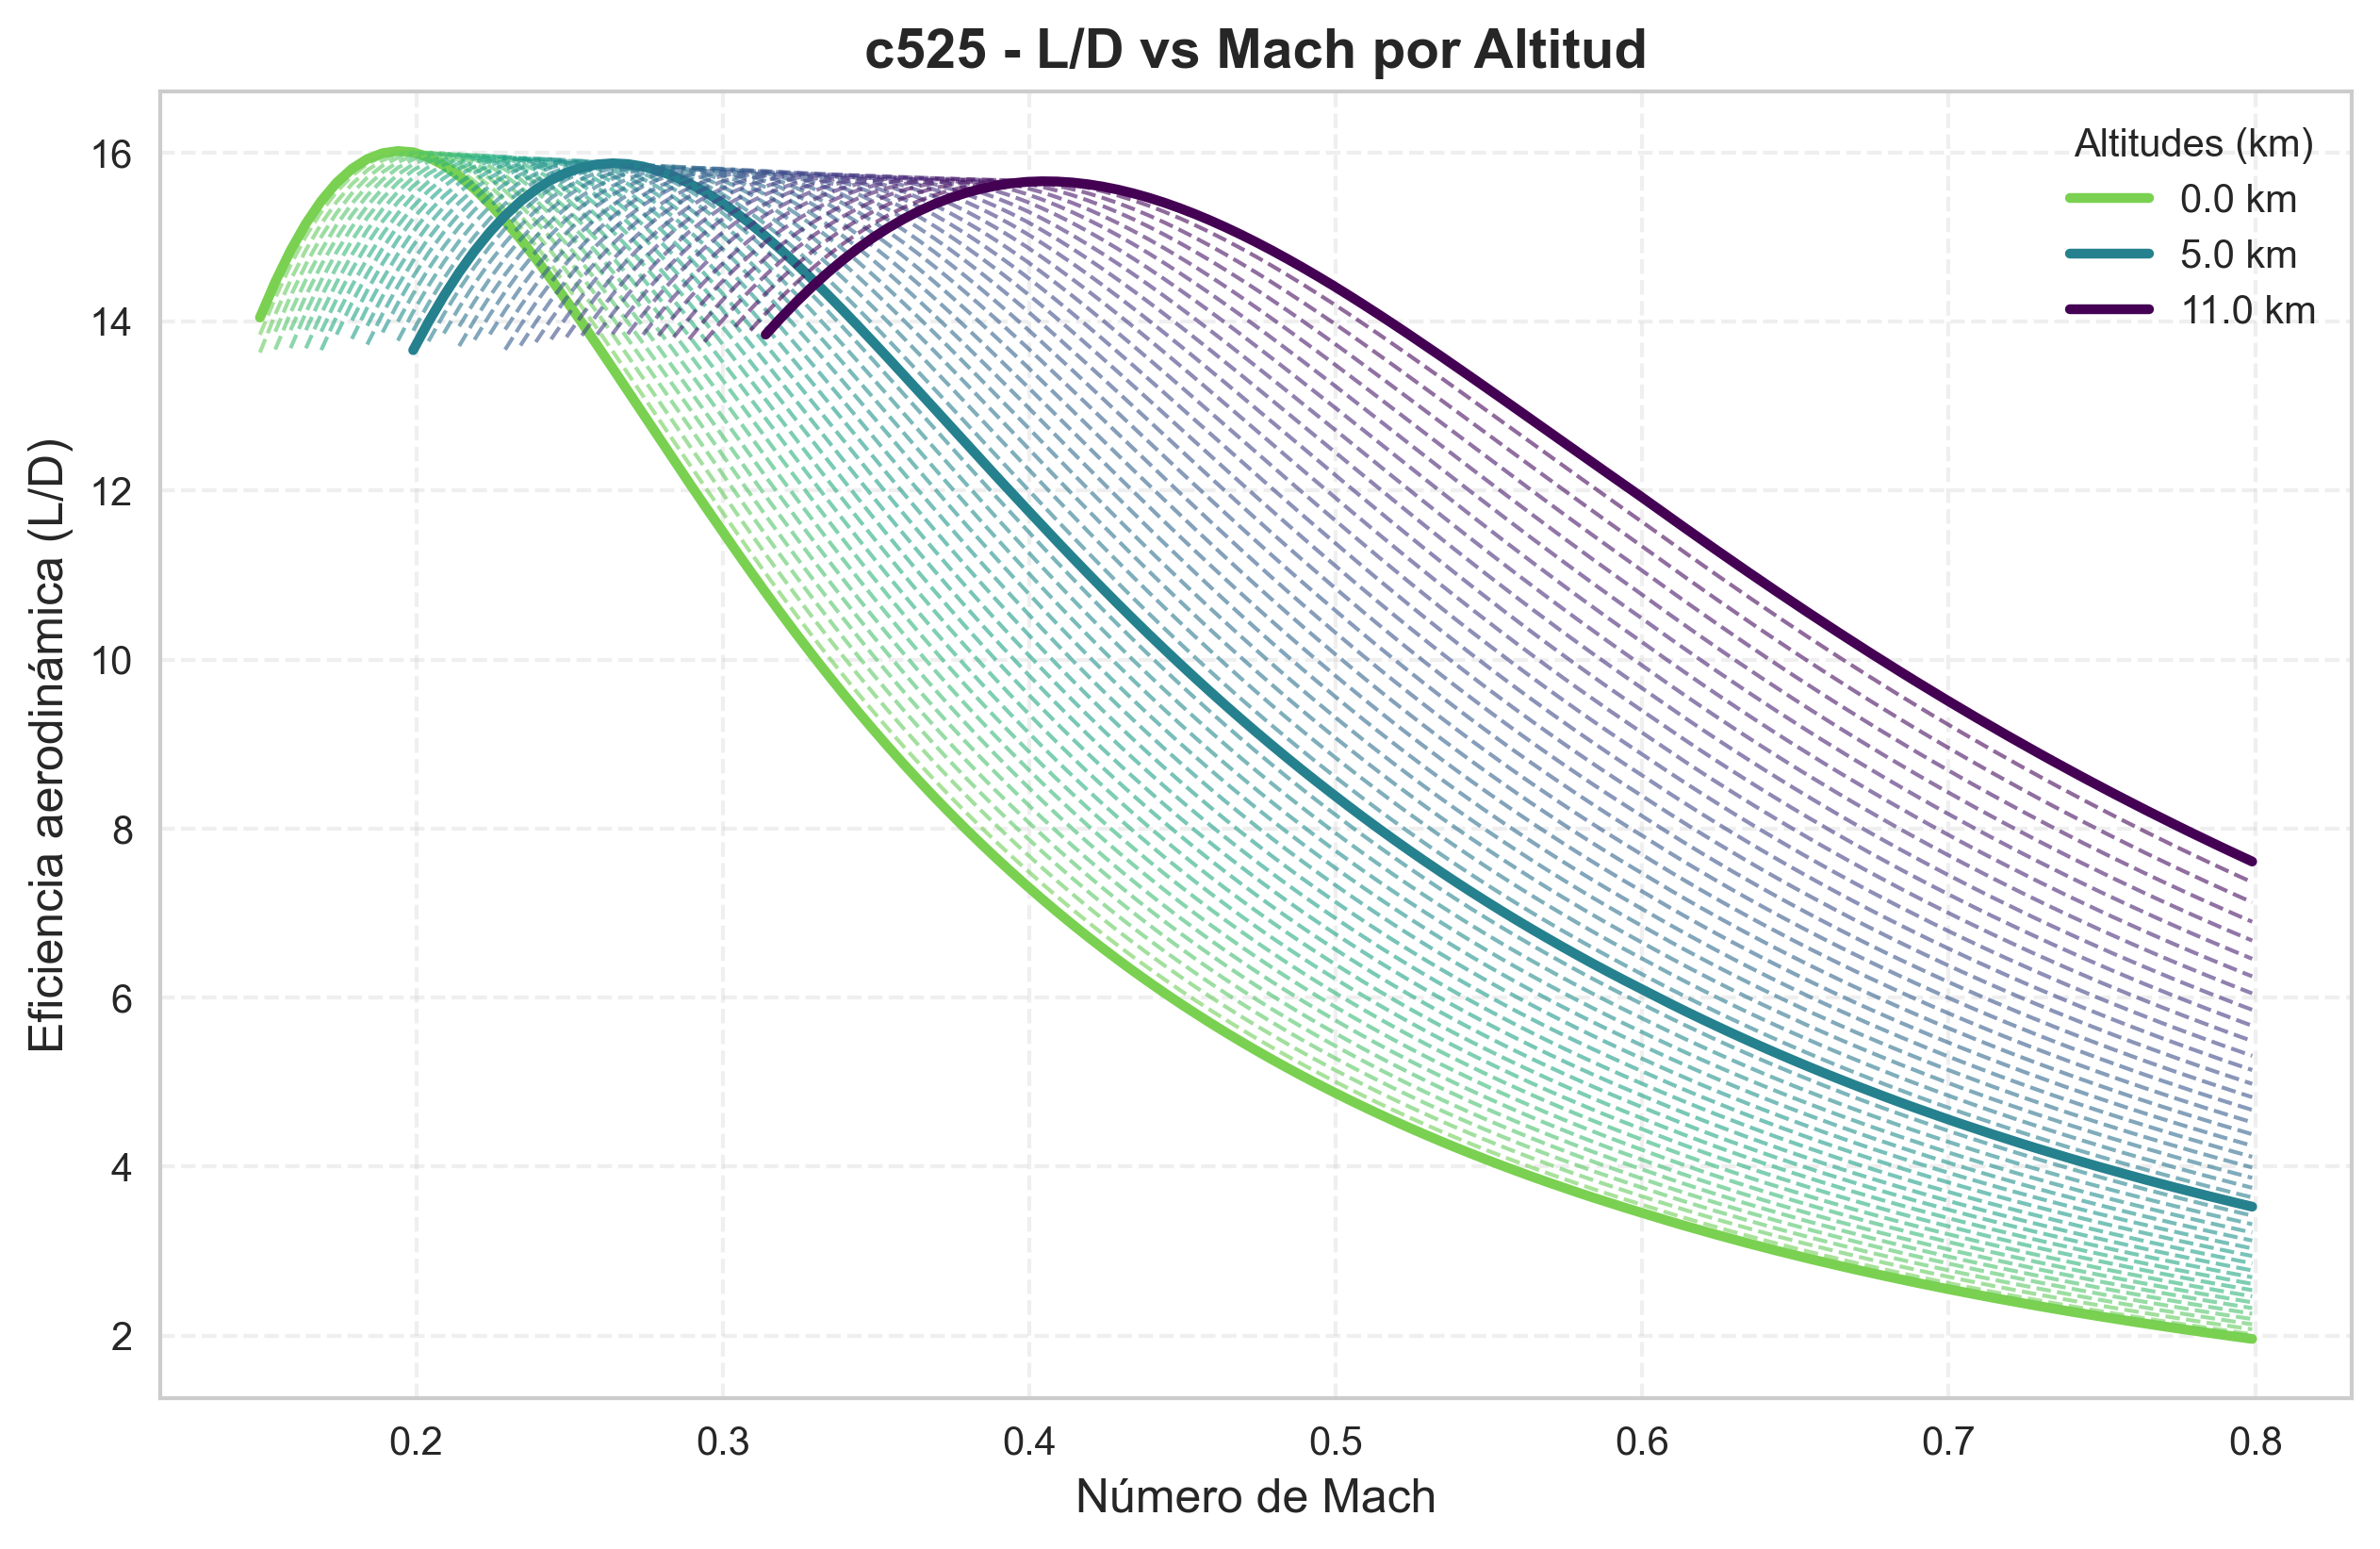 c525 - L/D vs Mach por Altitud
Altitudes (km)
0.0 km
5.0 km
11.0 km
Eficiencia aerodinámica (L/D)
16
14
12
10
8
6
4
2
0.2 0.3 0.4 0.5 0.6 0.7 0.8
Número de Mach